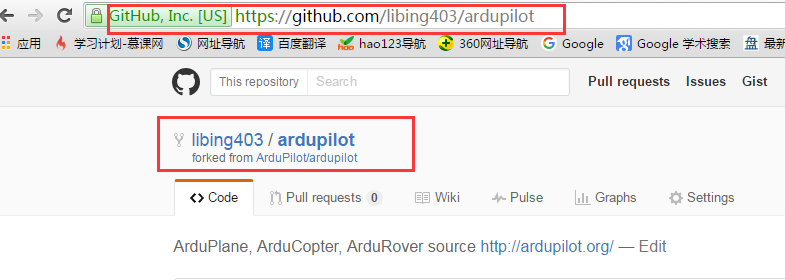 GitHub, Inc. [US] https://github.com/libing403/ardupilot
应用 学习计划-慕课网 网址导航 译 百度翻译 hao hao123导航 360网址导航 G Google g Google 学术搜索 盘 最新
This repository Search Pull requests Issues Gist
libing403 / ardupilot
forked from ArduPilot/ardupilot
Code Pull requests 0 Wiki Pulse Graphs Settings
ArduPlane, ArduCopter, ArduRover source http://ardupilot.org/ — Edit